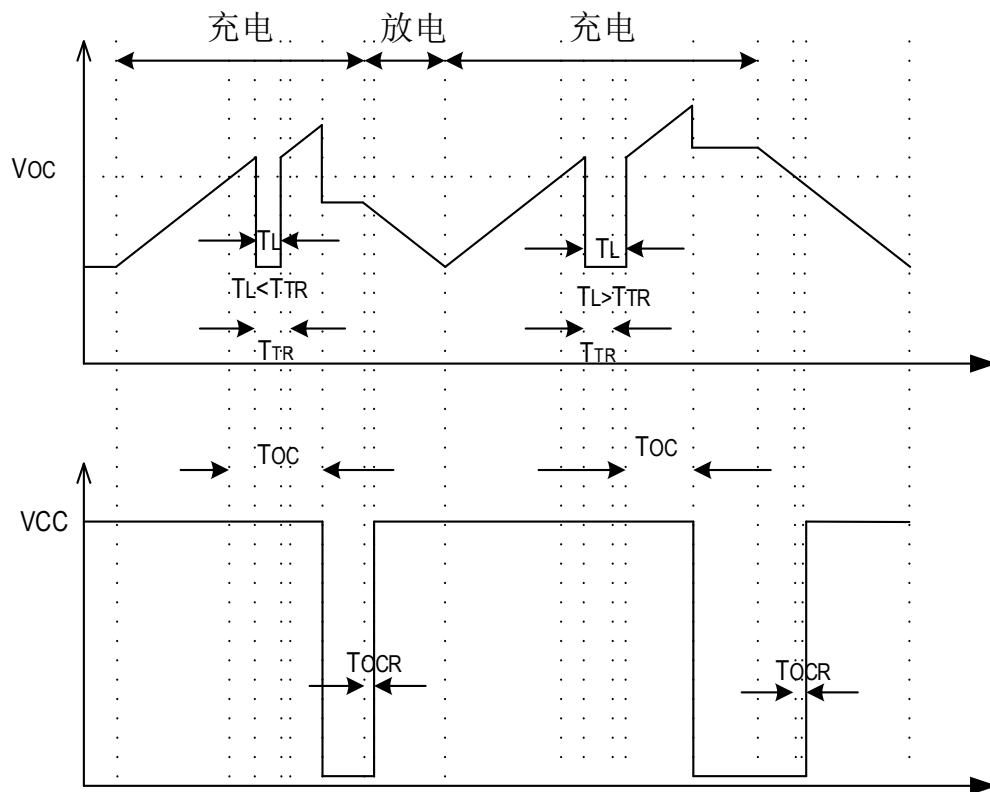 充电
放电
充电
VOC
TL
TL<TTR
TTR
TL
TL>TTR
TTR
TOC
TOC
VCC
TOCR
TOCR